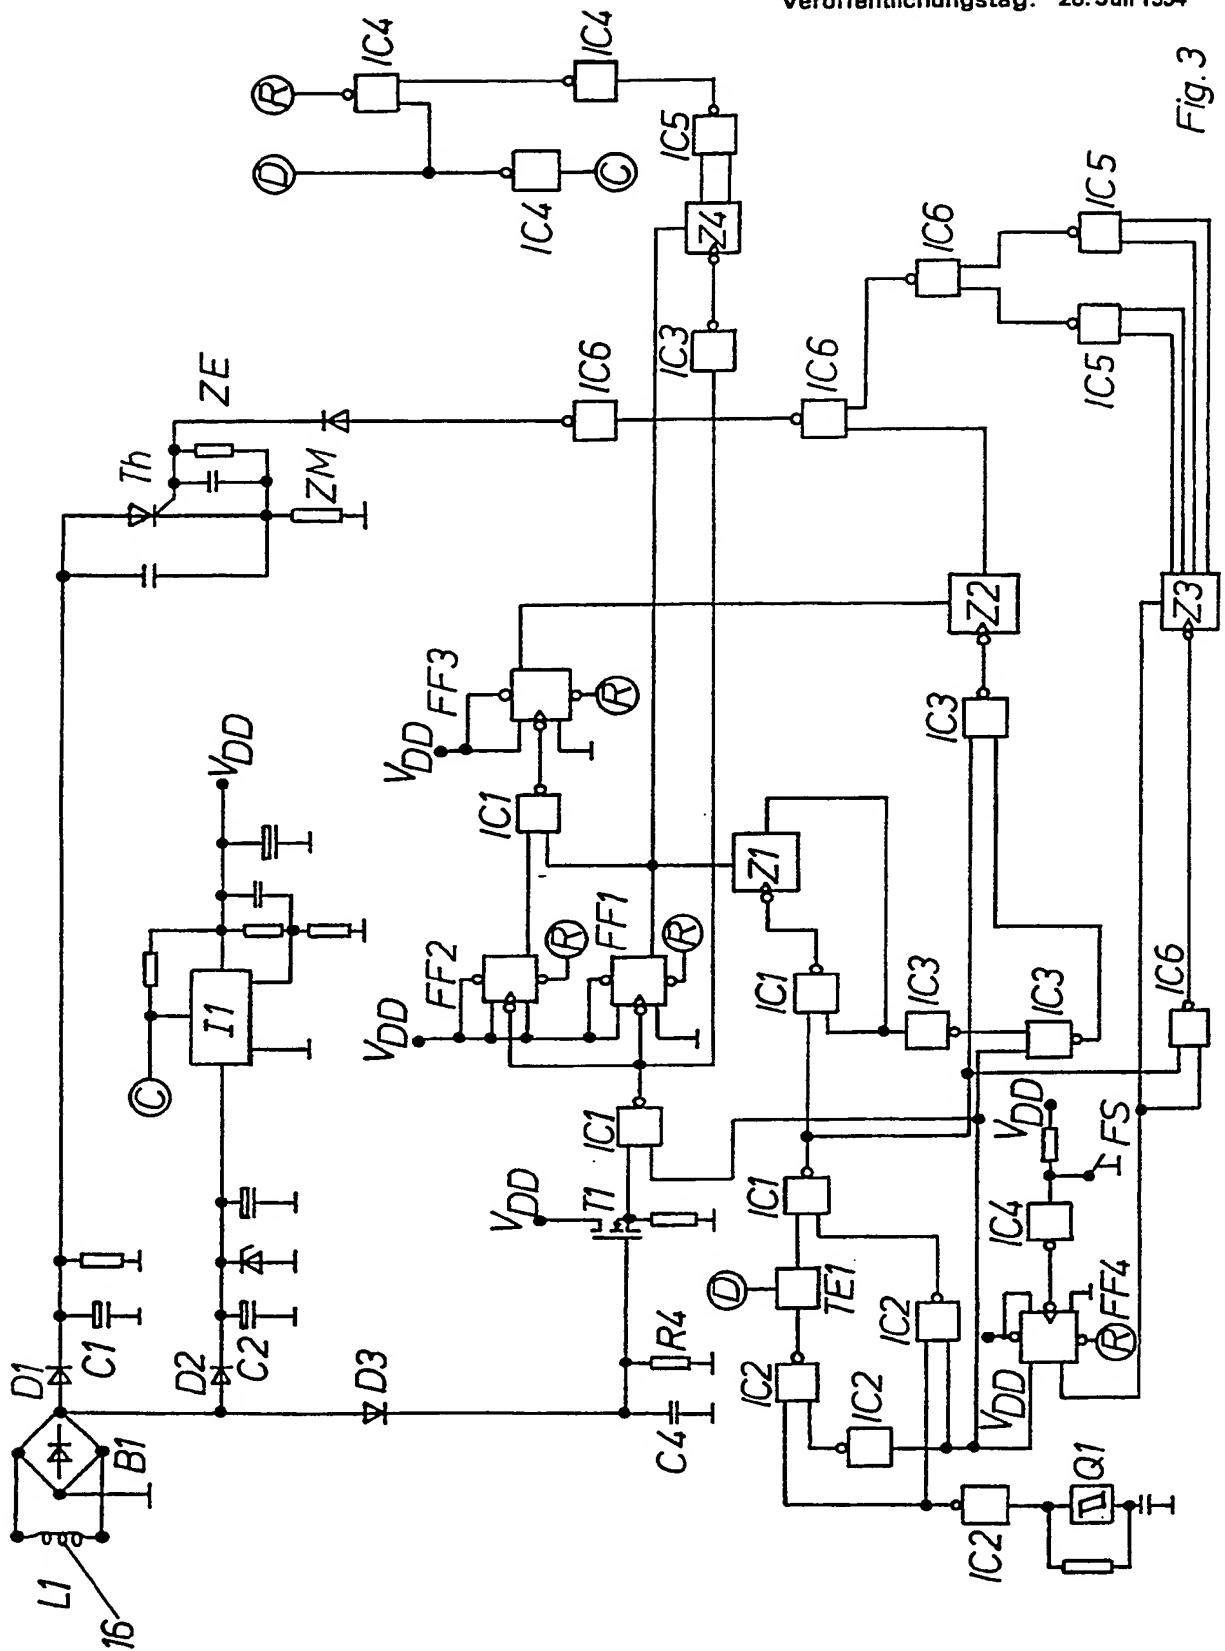 Veröffentlichungstag: Juli
L1
D1
16
B1
C1
Th
C
D2
I1
ZE
C2
VDD
D
R
ZM
D3
VDD
VDD
IC4
FF2
FF3
VDD
IC1
IC4
R
T1
IC1
FF1
IC6
IC4
R
C
C4
R4
R
IC3
IC5
D
Z4
IC2
IC1
IC1
Z1
TE1
IC6
IC2
IC2
IC3
IC3
IC6
IC2
Z2
VDD
IC4
VDD
IC3
Q1
R
FF4
FS
IC5
IC5
IC6
Z3
Fig. 3